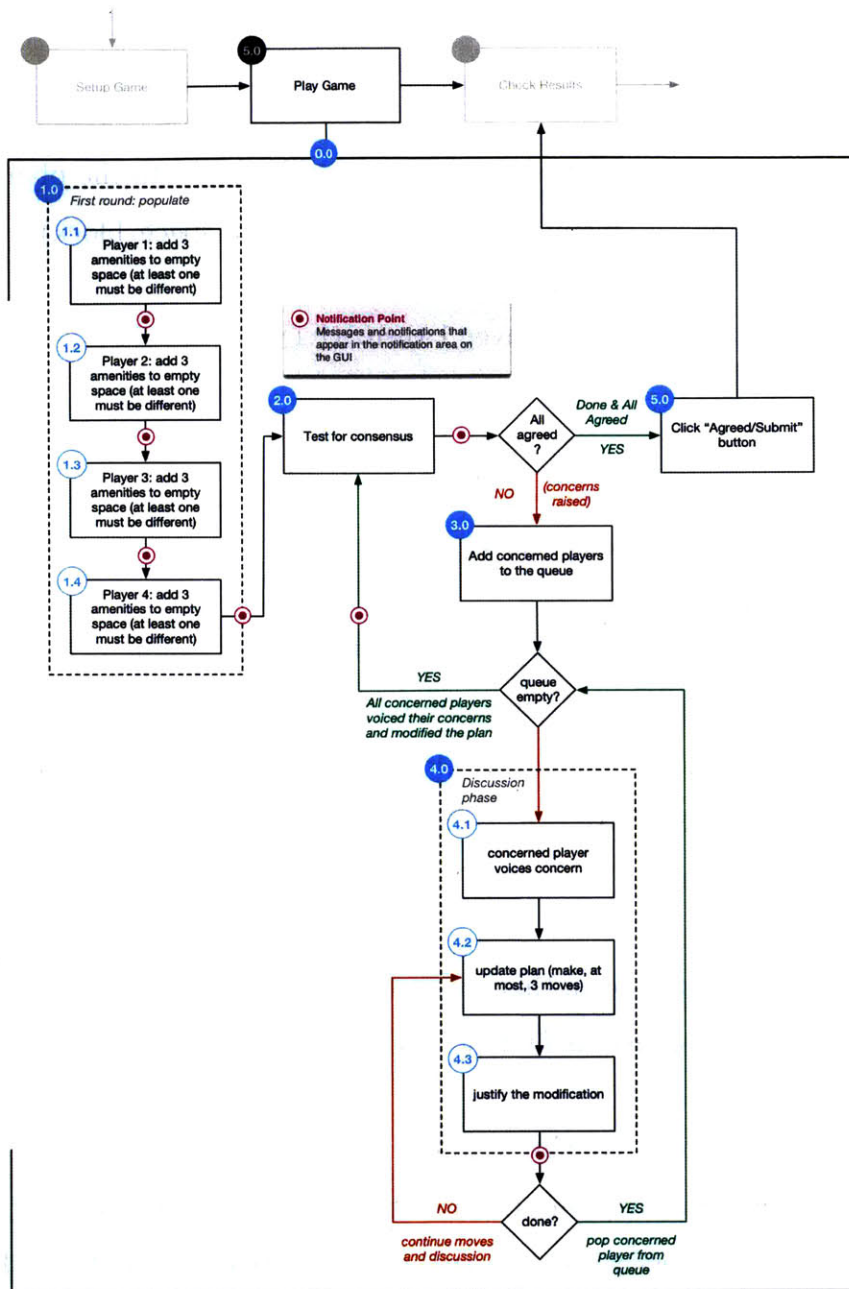 5.0
Setup Game
Play Game
Check Results
0.0
1.0
First round: populate
1.1
Player 1: add 3
amenities to empty
space (at least one
must be different)
1.2
Player 2: add 3
amenities to empty
space (at least one
must be different)
1.3
Player 3: add 3
amenities to empty
space (at least one
must be different)
1.4
Player 4: add 3
amenities to empty
space (at least one
must be different)
Notification Point
Messages and notifications that
appear in the notification area on
the GUI
2.0
Test for consensus
All
agreed
?
Done & All
Agreed
YES
5.0
Click "Agreed/Submit"
button
NO
(concerns
raised)
3.0
Add concerned players
to the queue
queue
empty?
YES
All concerned players
voiced their concerns
and modified the plan
4.0
Discussion
phase
4.1
concerned player
voices concern
4.2
update plan (make, at
most, 3 moves)
4.3
justify the modification
done?
NO
continue moves
and discussion
YES
pop concerned
player from
queue